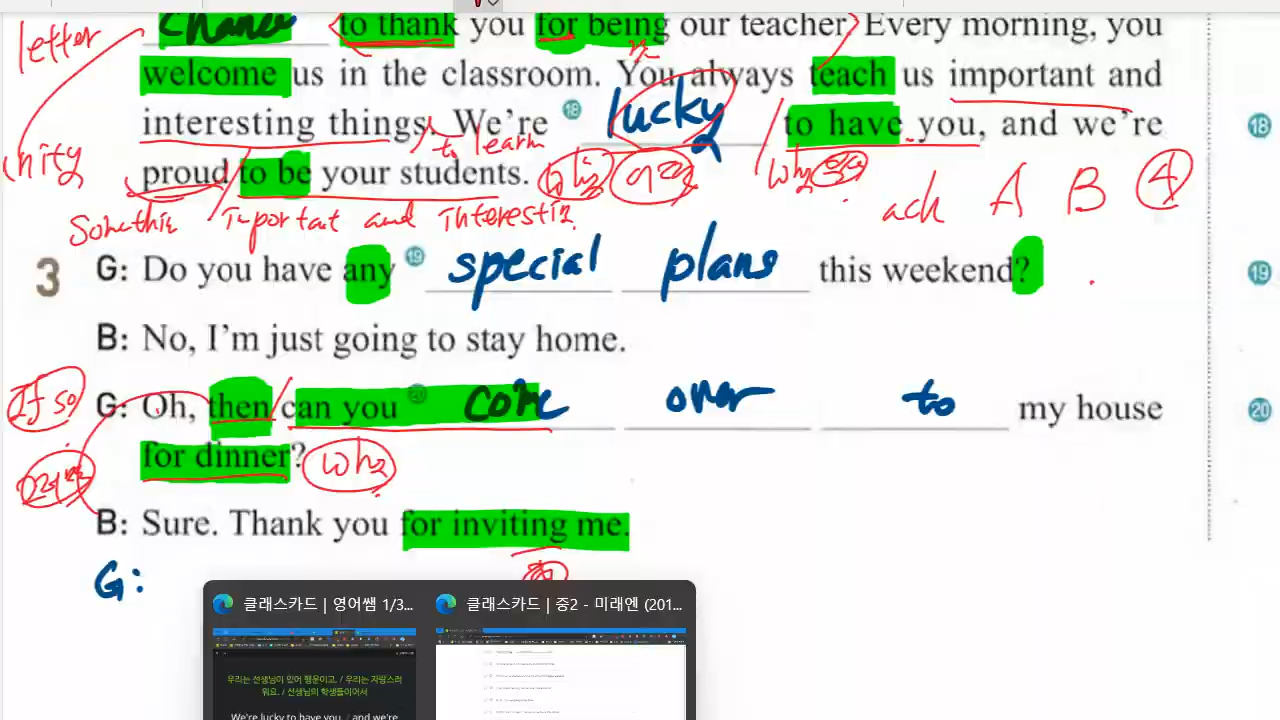 letter chance to thank you for being our teacher. Every morning, you
welcome us in the classroom. You always teach us important and
interesting things. We're 18 lucky to have you, and we're 18
to learn
proud to be your students. why
important and interestin
ach A B 4
3 G: Do you have any 19 special plans this weekend? 19
B: No, I'm just going to stay home.
If so G: Oh, then can you 20 come over to my house 20
for dinner? why
B: Sure. Thank you for inviting me.
G:
클래스카드 | 영어쌤 1/3... 클래스카드 | 중2 - 미래엔 (201...
우리는 선생님이 있어 행운이고, / 우리는 자랑스러
워요. / 선생님의 학생들이어서
We're lucky to have you, / and we're